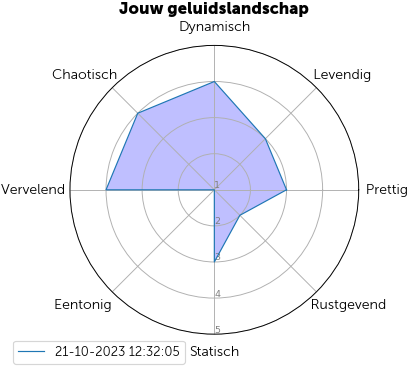 Jouw geluidslandschap
Dynamisch
Chaotisch
Levendig
Vervelend
1
Prettig
2
3
4
Eentonig
Rustgevend
5
21-10-2023 12:32:05
Statisch